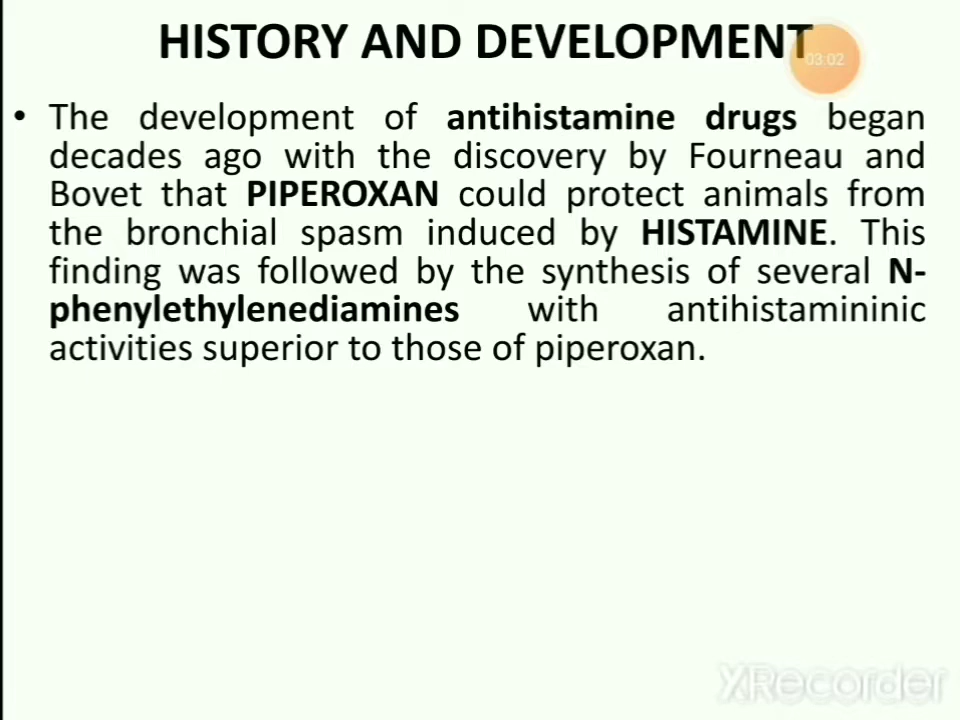 HISTORY AND DEVELOPMENT
03:02
• The development of antihistamine drugs began
decades ago with the discovery by Fourneau and
Bovet that PIPEROXAN could protect animals from
the bronchial spasm induced by HISTAMINE. This
finding was followed by the synthesis of several N-
phenylethylenediamines with antihistamininic
activities superior to those of piperoxan.
XRecorder